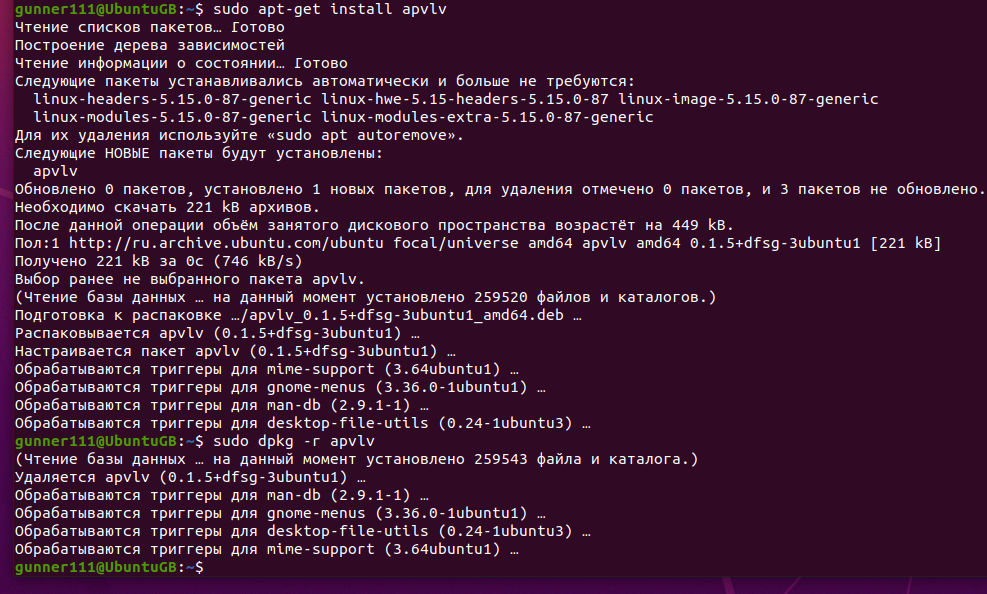 gunner111@UbuntuGB:~$ sudo apt-get install apvlv
Чтение списков пакетов… Готово
Построение дерева зависимостей
Чтение информации о состоянии… Готово
Следующие пакеты устанавливались автоматически и больше не требуются:
  linux-headers-5.15.0-87-generic linux-hwe-5.15-headers-5.15.0-87 linux-image-5.15.0-87-generic
  linux-modules-5.15.0-87-generic linux-modules-extra-5.15.0-87-generic
Для их удаления используйте «sudo apt autoremove».
Следующие НОВЫЕ пакеты будут установлены:
  apvlv
Обновлено 0 пакетов, установлено 1 новых пакетов, для удаления отмечено 0 пакетов, и 3 пакетов не обновлено.
Необходимо скачать 221 kB архивов.
После данной операции объём занятого дискового пространства возрастёт на 449 kB.
Пол:1 http://ru.archive.ubuntu.com/ubuntu focal/universe amd64 apvlv amd64 0.1.5+dfsg-3ubuntu1 [221 kB]
Получено 221 kB за 0с (746 kB/s)
Выбор ранее не выбранного пакета apvlv.
(Чтение базы данных … на данный момент установлено 259520 файлов и каталогов.)
Подготовка к распаковке …/apvlv_0.1.5+dfsg-3ubuntu1_amd64.deb …
Распаковывается apvlv (0.1.5+dfsg-3ubuntu1) …
Настраивается пакет apvlv (0.1.5+dfsg-3ubuntu1) …
Обрабатываются триггеры для mime-support (3.64ubuntu1) …
Обрабатываются триггеры для gnome-menus (3.36.0-1ubuntu1) …
Обрабатываются триггеры для man-db (2.9.1-1) …
Обрабатываются триггеры для desktop-file-utils (0.24-1ubuntu3) …
gunner111@UbuntuGB:~$ sudo dpkg -r apvlv
(Чтение базы данных … на данный момент установлено 259543 файла и каталога.)
Удаляется apvlv (0.1.5+dfsg-3ubuntu1) …
Обрабатываются триггеры для man-db (2.9.1-1) …
Обрабатываются триггеры для gnome-menus (3.36.0-1ubuntu1) …
Обрабатываются триггеры для desktop-file-utils (0.24-1ubuntu3) …
Обрабатываются триггеры для mime-support (3.64ubuntu1) …
gunner111@UbuntuGB:~$